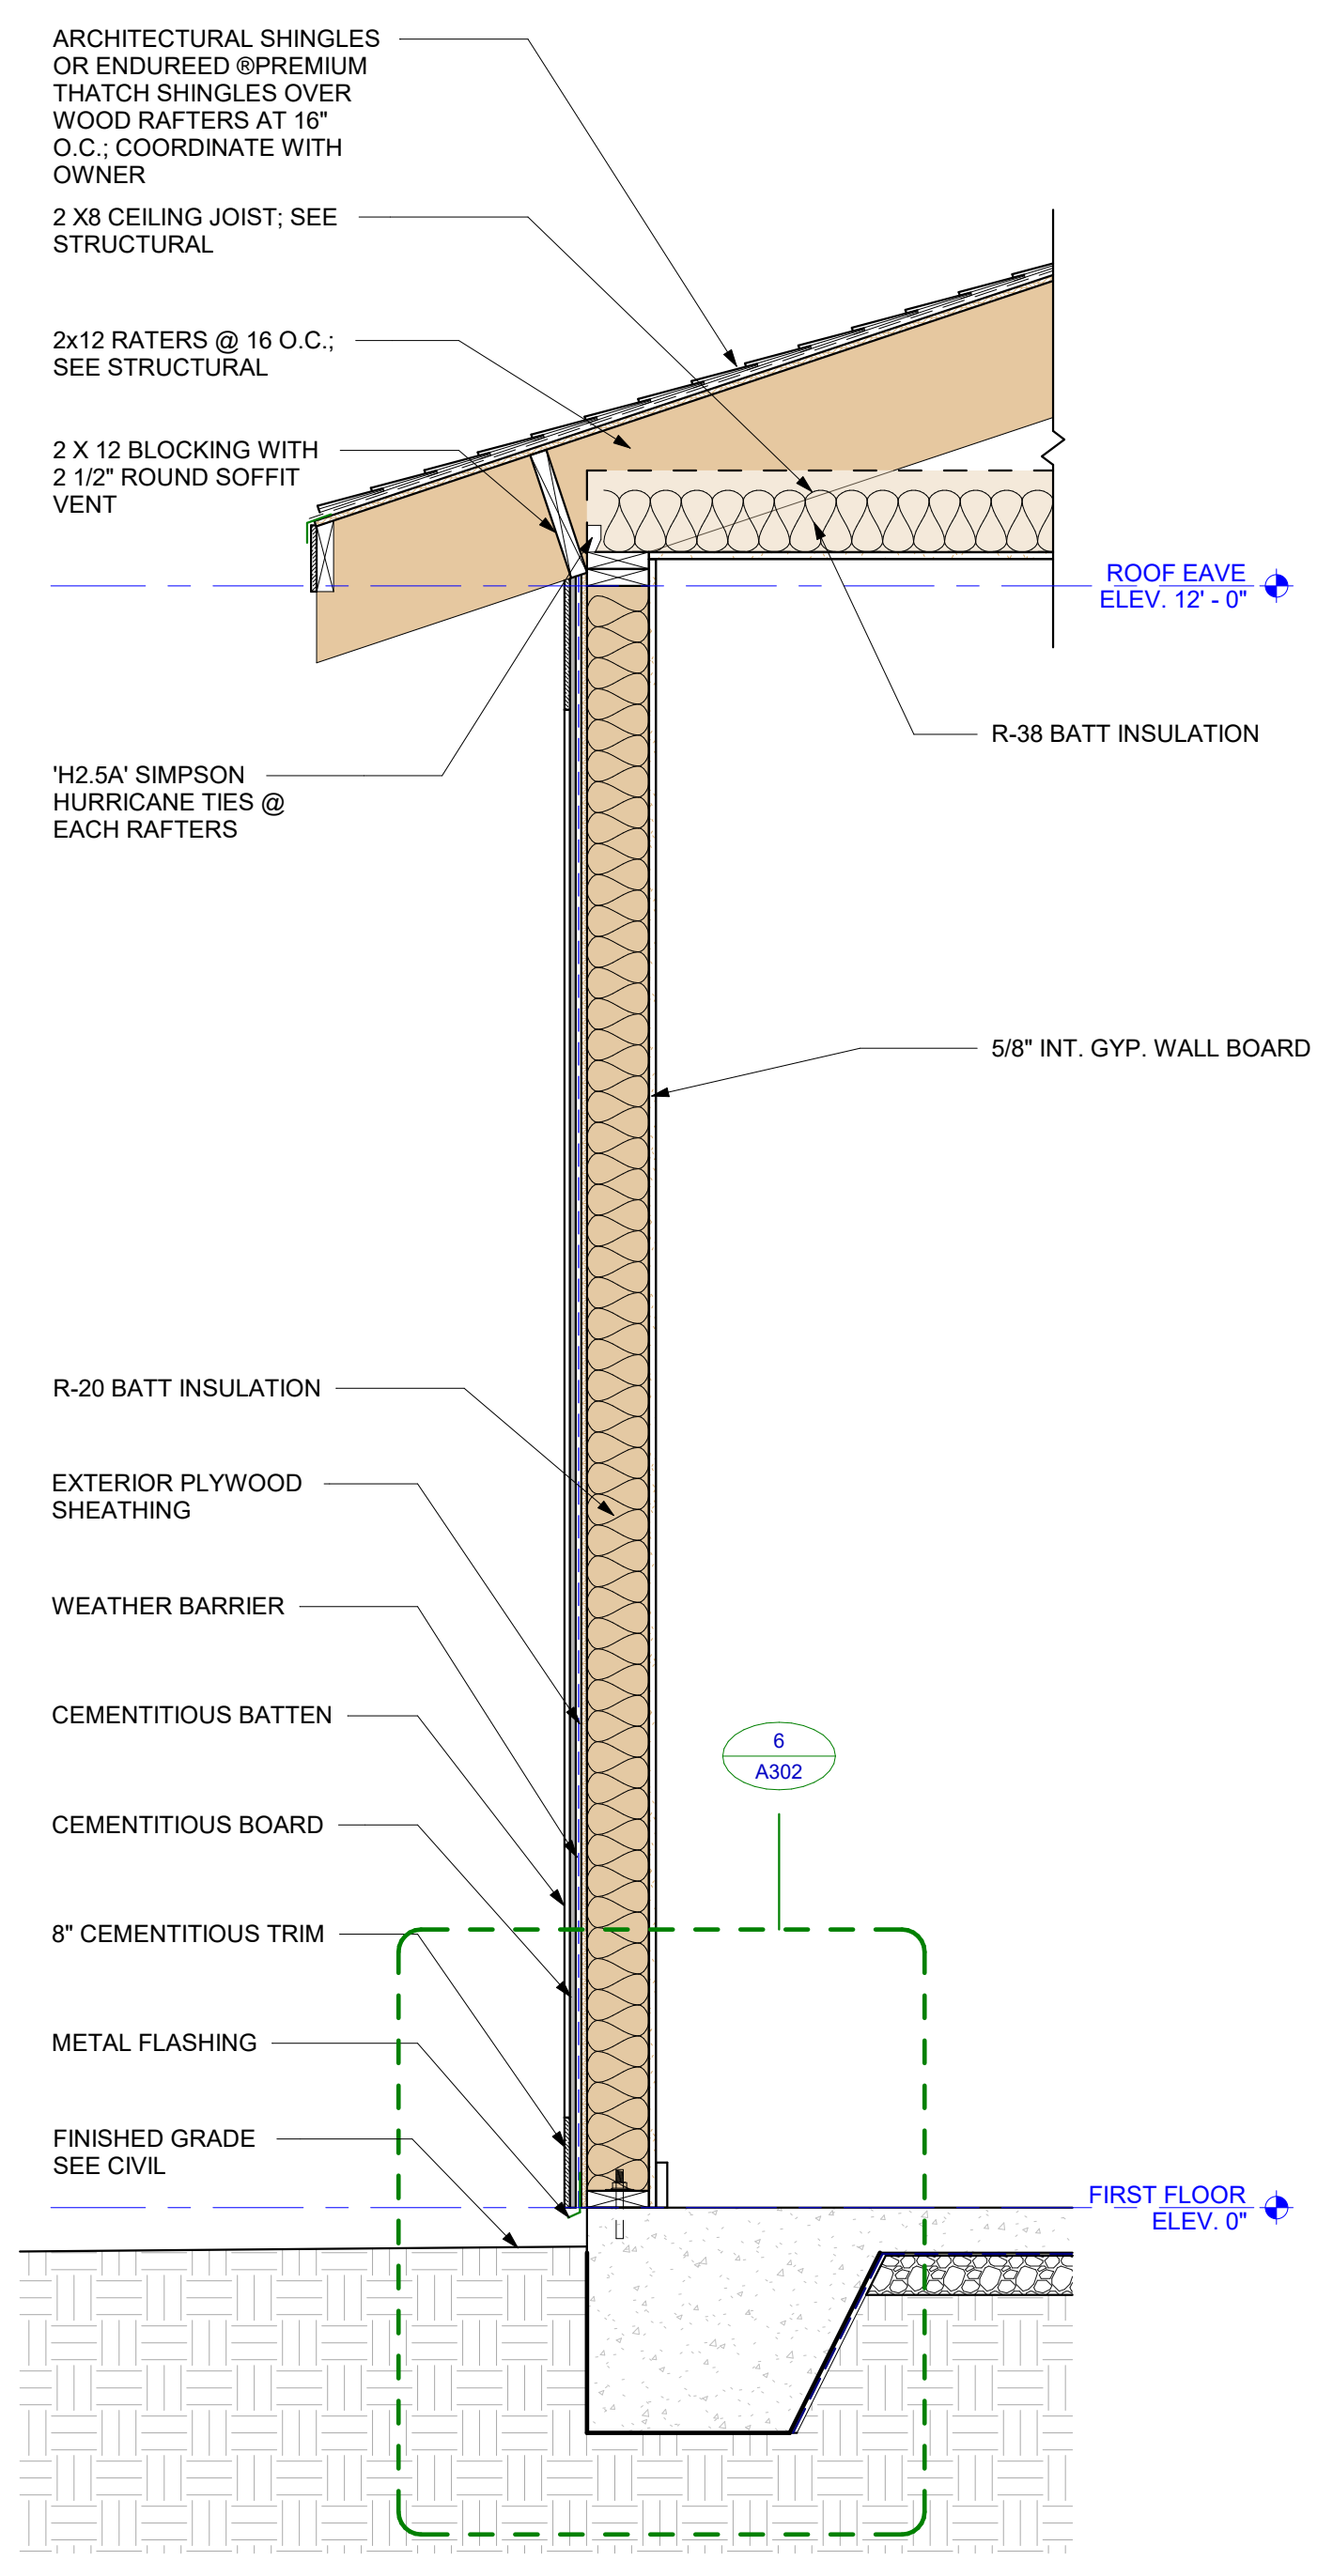 ARCHITECTURAL SHINGLES
OR ENDUREED ®PREMIUM
THATCH SHINGLES OVER
WOOD RAFTERS AT 16"
O.C.; COORDINATE WITH
OWNER
2 X8 CEILING JOIST; SEE
STRUCTURAL
2x12 RATERS @ 16 O.C.;
SEE STRUCTURAL
2 X 12 BLOCKING WITH
2 1/2" ROUND SOFFIT
VENT
ROOF EAVE
ELEV. 12' - 0"
R-38 BATT INSULATION
'H2.5A' SIMPSON
HURRICANE TIES @
EACH RAFTERS
5/8" INT. GYP. WALL BOARD
R-20 BATT INSULATION
EXTERIOR PLYWOOD
SHEATHING
WEATHER BARRIER
CEMENTITIOUS BATTEN
6
A302
CEMENTITIOUS BOARD
8" CEMENTITIOUS TRIM
METAL FLASHING
FINISHED GRADE
SEE CIVIL
FIRST FLOOR
ELEV. 0"